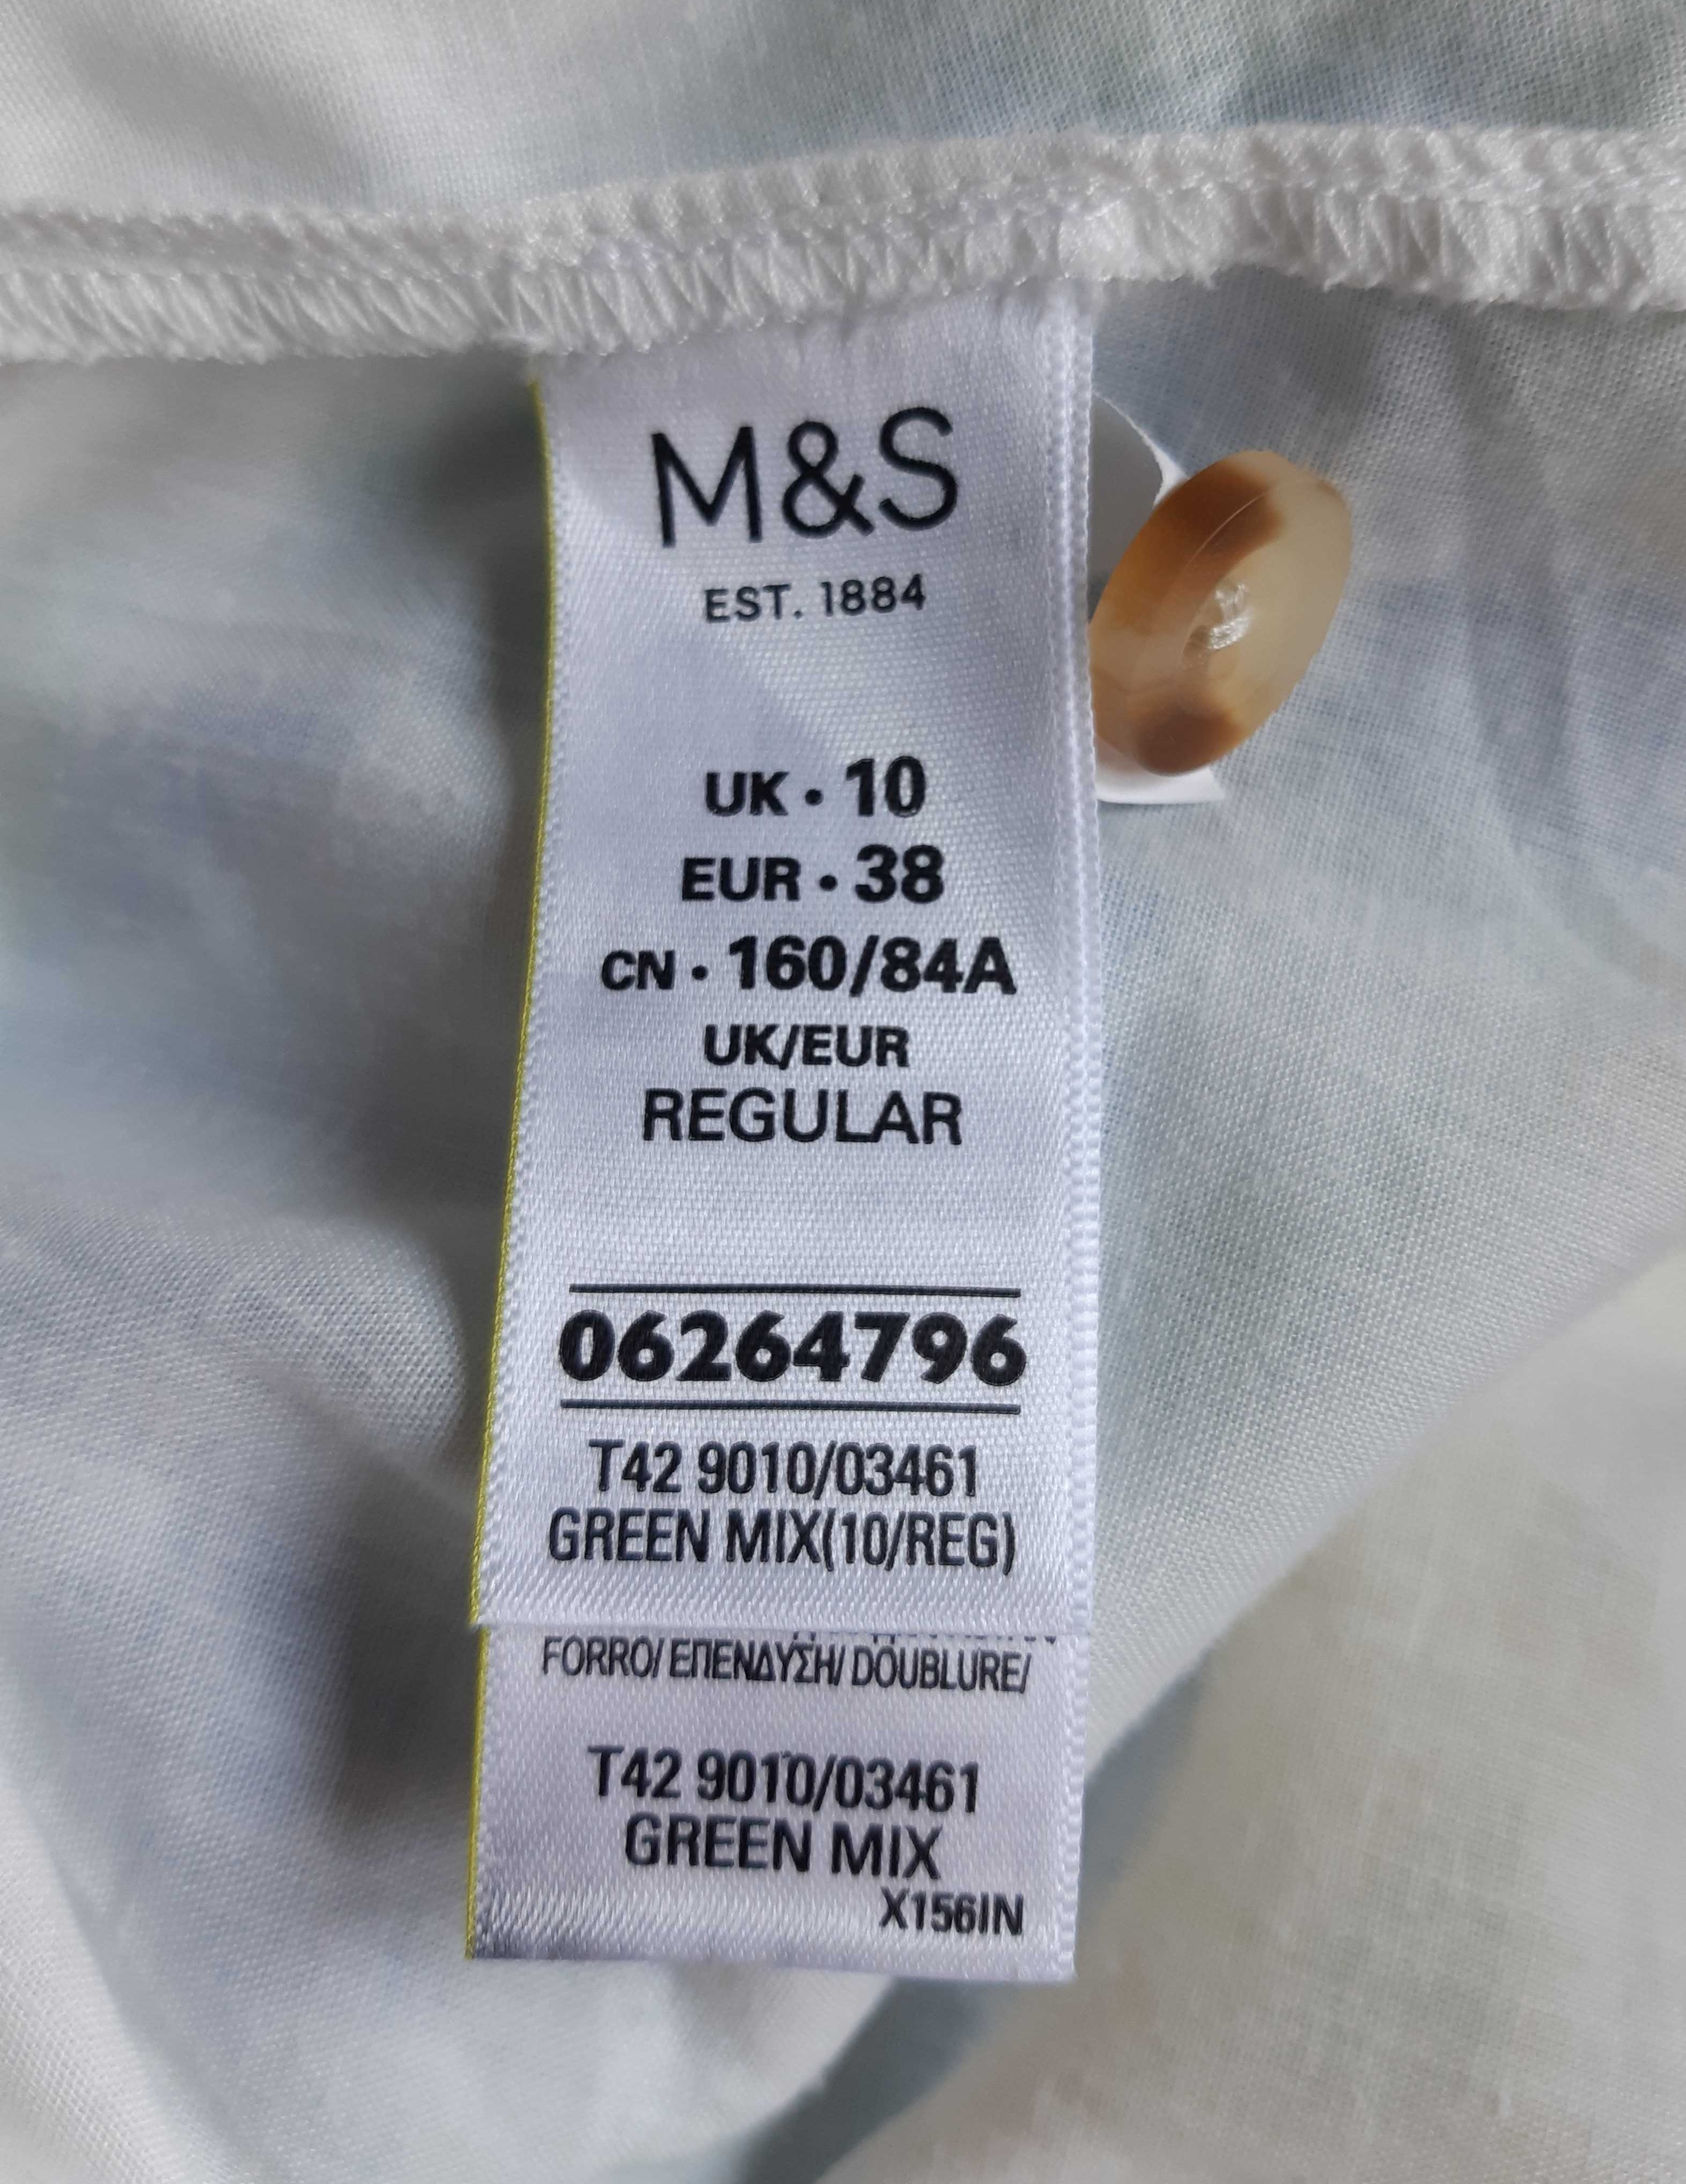 M&S
EST. 1884
UK • 10
EUR • 38
CN • 160/84A
UK/EUR
REGULAR
06264796
T42 9010/03461
GREEN MIX(10/REG)
FORRO/ ΕΠΕΝΔΥΣΗ/ DOUBLURE/
T42 9010/03461
GREEN MIX
X156IN